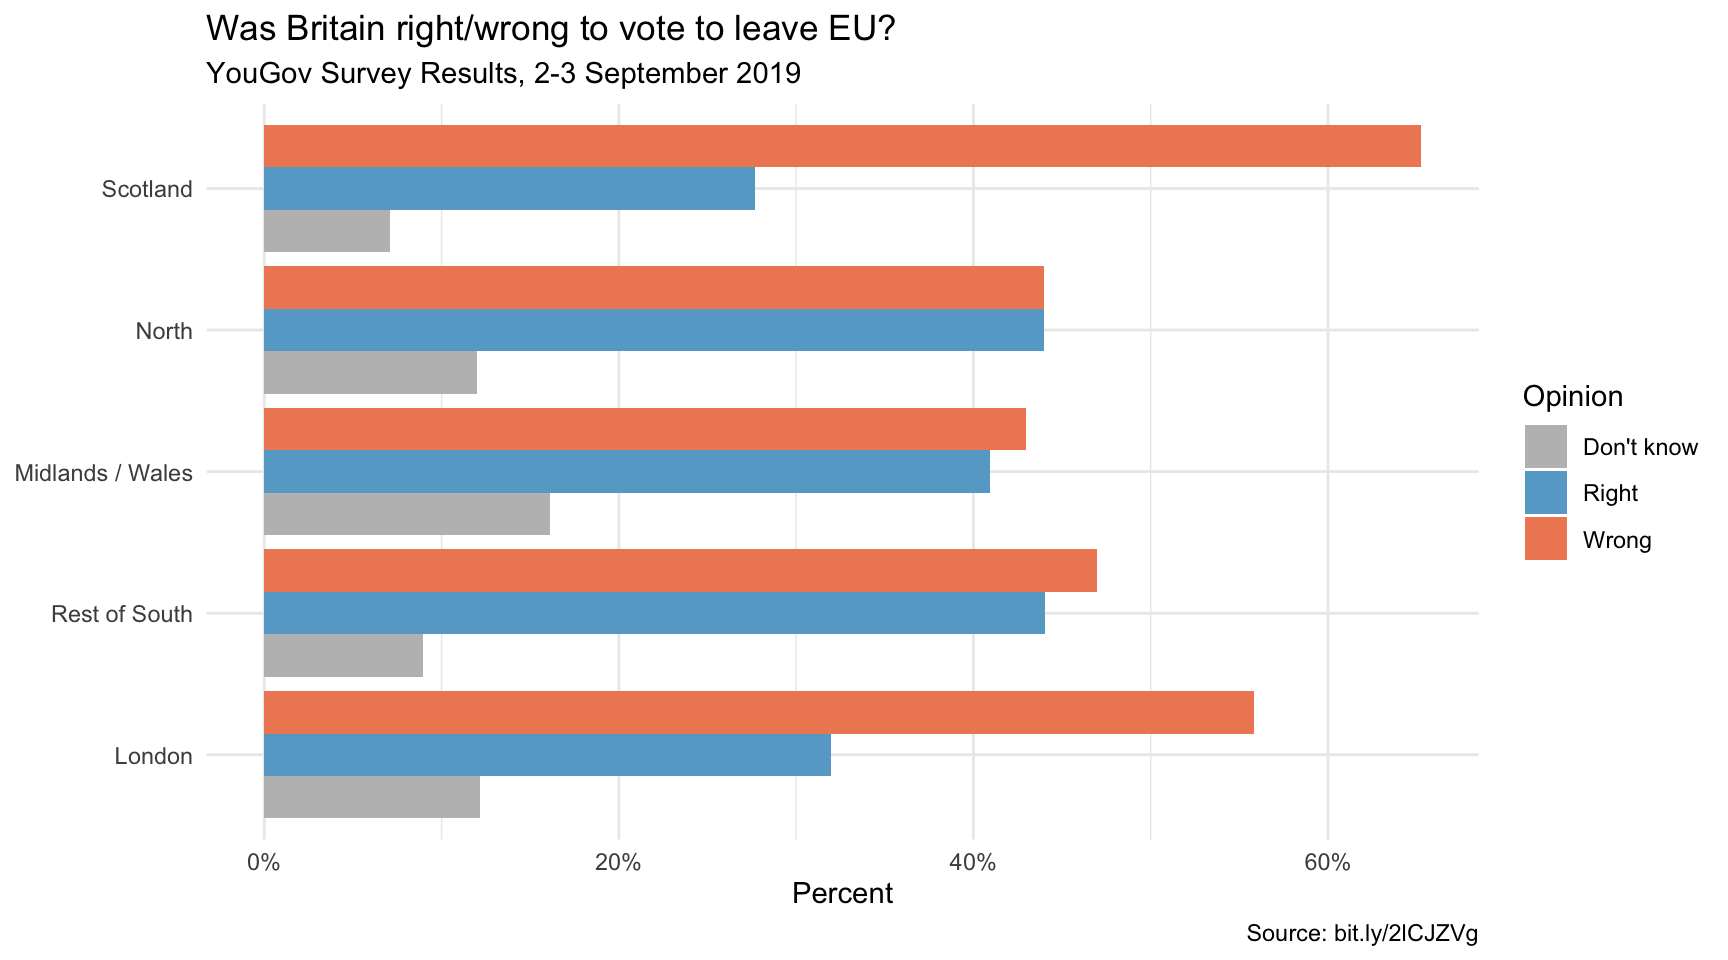 Was Britain right/wrong to vote to leave EU?
YouGov Survey Results, 2-3 September 2019
Scotland
North
Midlands / Wales
Rest of South
London
0%
20%
40%
60%
Percent
Opinion
Don't know
Right
Wrong
Source: bit.ly/2lCJZVg